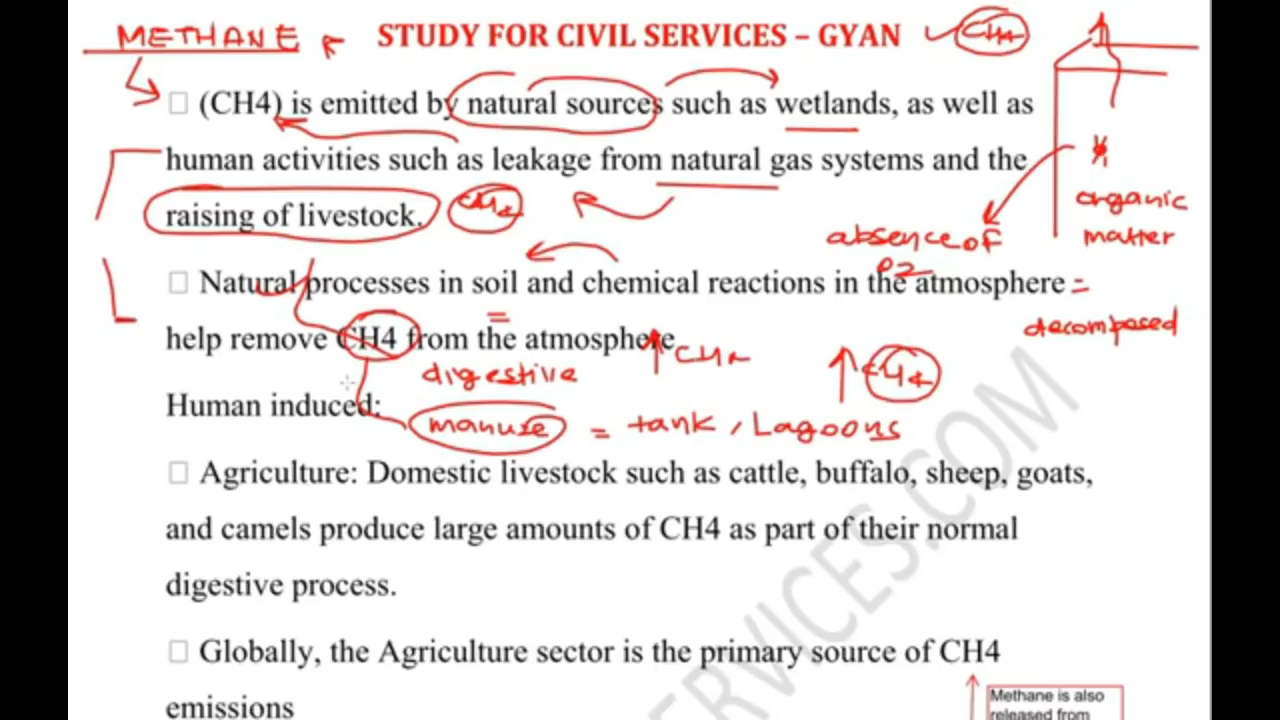 METHANE STUDY FOR CIVIL SERVICES – GYAN CH4
(CH4) is emitted by natural sources such as wetlands, as well as
human activities such as leakage from natural gas systems and the
raising of livestock. CH4
organic
matter
absence of
O2
Natural processes in soil and chemical reactions in the atmosphere =
decomposed
help remove CH4 from the atmosphere
CH4
digestive
CH4
Human induced:
manure = tank, Lagoons
Agriculture: Domestic livestock such as cattle, buffalo, sheep, goats,
and camels produce large amounts of CH4 as part of their normal
digestive process.
Globally, the Agriculture sector is the primary source of CH4
emissions
Methane is also
released from
SERVICES.COM